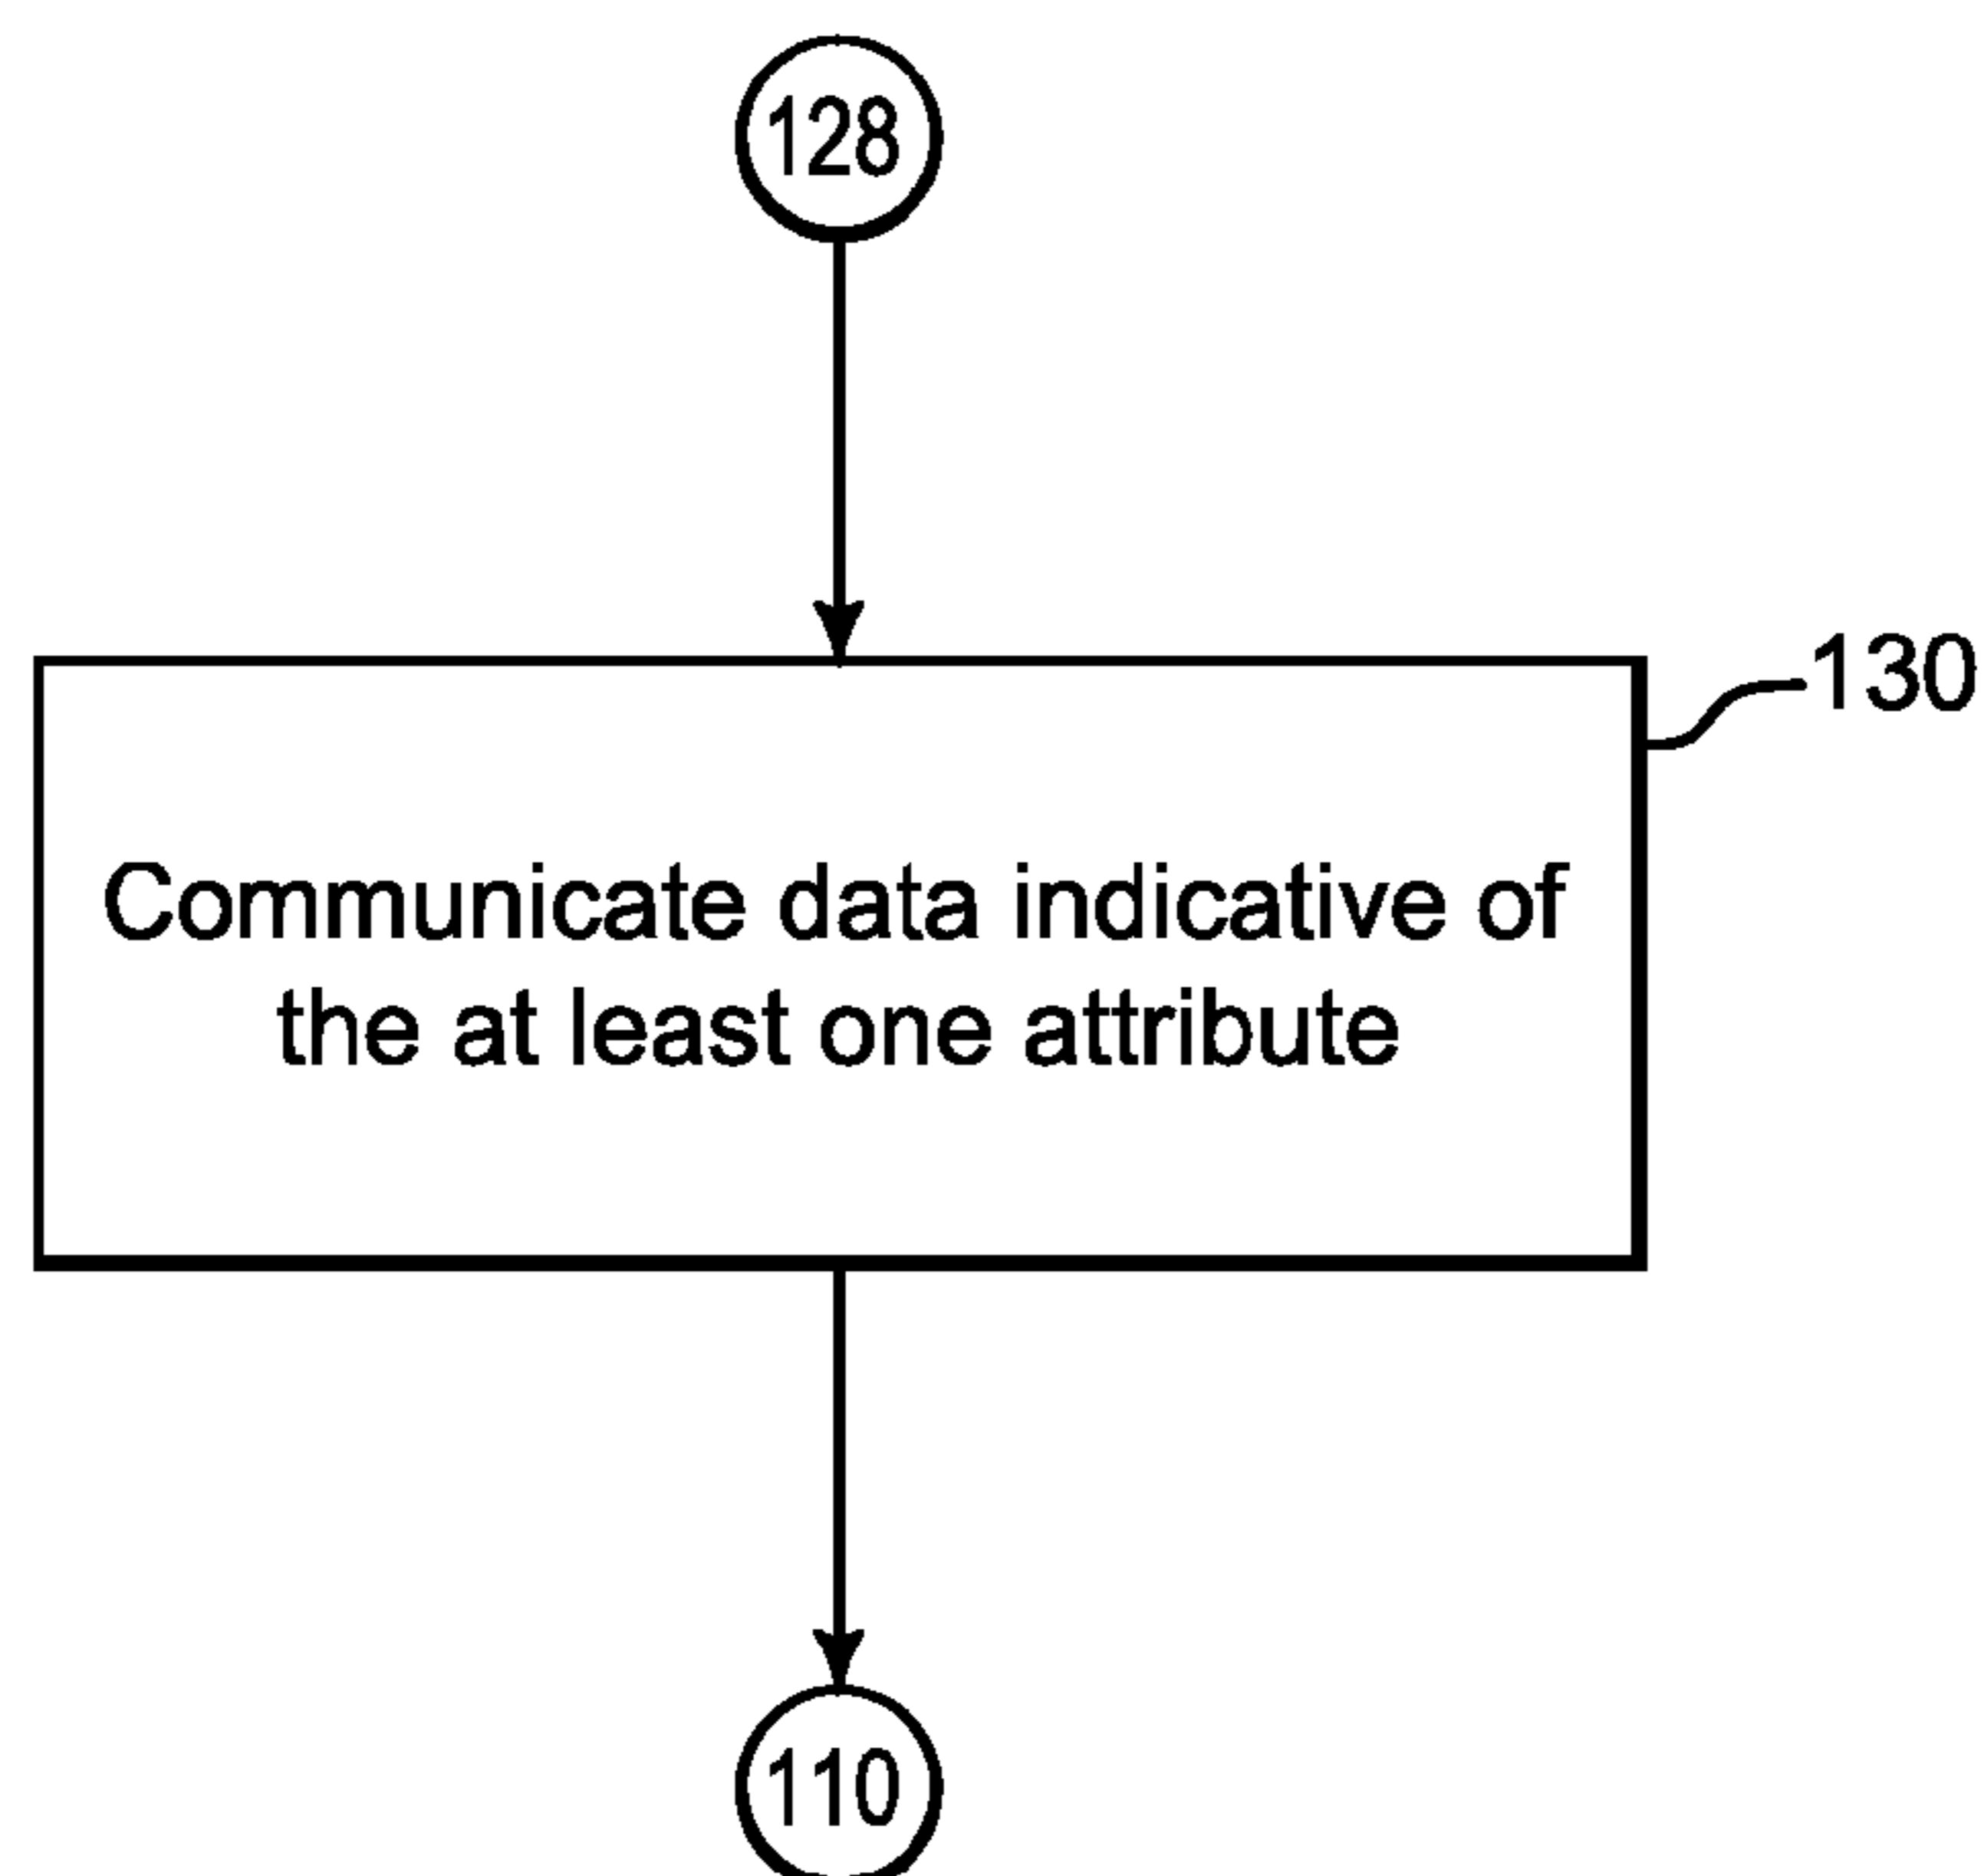 128
130
Communicate data indicative of
the at least one attribute
110